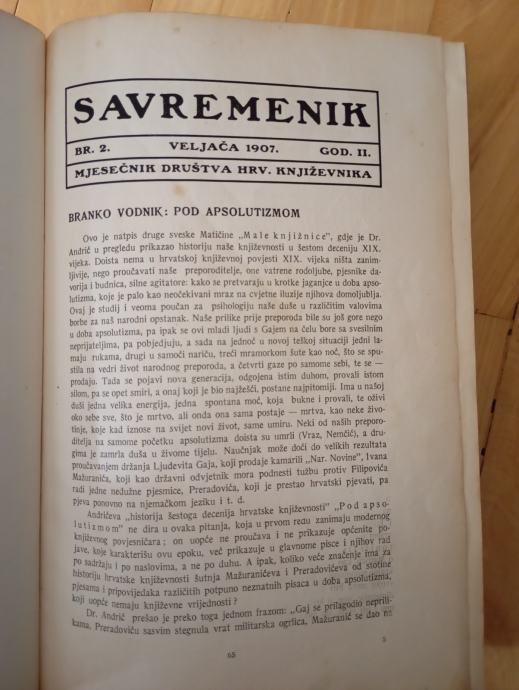 SAVREMENIK
BR. 2. VELJAČA 1907. GOD. II.
MJESEČNIK DRUŠTVA HRV. KNJIŽEVNIKA
BRANKO VODNIK: POD APSOLUTIZMOM
Ovo je natpis druge sveske Matičine „Male knjižnice", gdje je Dr.
Andrić u pregledu prikazao historiju naše književnosti u šestom deceniju XIX.
vijeka. Doista nema u hrvatskoj književnoj povjesti XIX. vijeka ništa zanim-
ljivije, nego proučavati naše preporoditelje, one vatrene rodoljube, pjesnike da-
vorija i budnica, silne agitatore: kako se pretvaraju u krotke jaganjce u doba apso-
lutizma, koje je palo kao neočekivani mraz na cvjetne iluzije njihova domoljublja.
Ovaj je studij i veoma poučan za psihologiju naše duše u različitim valovima
borbe za naš narodni opstanak. Naše prilike prije preporoda bile su još gore nego
u doba apsolutizma, pa ipak se ovi mladi ljudi s Gajem na čelu bore sa svesilnim
neprijateljima, pa pobjedjuju, a sada na jednoč u novoj teškoj situaciji jedni la-
maju rukama, drugi u samoći nariču, treći mramorkom šute kao noć, što se spu-
stila na vedri život narodnog preporoda, a četvrti gaze po samome sebi, te se —
prodaju. Tada se pojavi nova generacija, odgojena istim duhom, provali istom
silom, pa se opet smiri, a onaj koji je bio najžešći, postane najpitomiji. Ima u našoj
duši jedna velika energija, jedna spontana moć, koja bukne i provali, te oživi
oko sebe sve, što je mrtvo, ali onda ona sama postaje — mrtva, kao neke živo-
tinje, koje kad iznose na svijet novi život, same umiru. Neki od naših preporo-
ditelja na samome početku apsolutizma doista su umrli (Vraz, Nemčić), a dru-
gima je zamrla duša u živome tijelu. Naučnjak može doći do velikih rezultata
proučavanjem držanja Ljudevita Gaja, koji prodaje kamarili „Nar. Novine", Ivana
Mažuranića, koji kao državni odvjetnik mora podnesti tužbu protiv Filipovića
radi jedne nedužne pjesmice, Preradovića, koji je prestao hrvatski pjevati, pa
pjeva ponovno na njemačkom jeziku i t. d.
Andrićeva „historija šestoga decenija hrvatske književnosti" „Pod apso-
lutizmom" ne dira u ovaka pitanja, koja u prvom redu zanimaju modernog
književnog povjesničara; on uopće ne proučava i ne prikazuje općenite po-
jave, koje karakterišu ovu epoku, već prikazuje u glavnome pisce i njihov rad
po sadržaju i po naslovima, a ne po duhu. A ipak, koliko veće značenje ima za
historiju hrvatske književnosti šutnja Mažuranićeva i Preradovićeva od stotine
pjesama i pripovijedaka različitih potpuno neznatnih pisaca u doba apsolutizma,
koji uopće nemaju književne vrijednosti?
Dr. Andrić prešao je preko toga jednom frazom: „Gaj se prilagodio neprili-
kama, Preradoviću sasvim stegnula vrat militarska ogrlica, Mažuranić se dao na
5
65